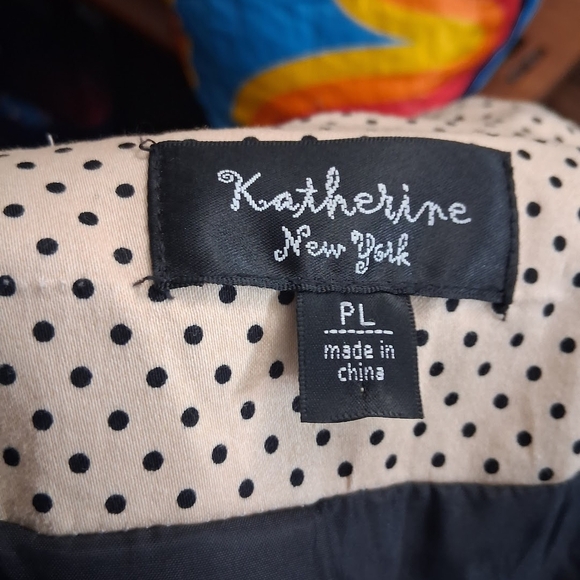 Katherine
New York
PL
made in
china